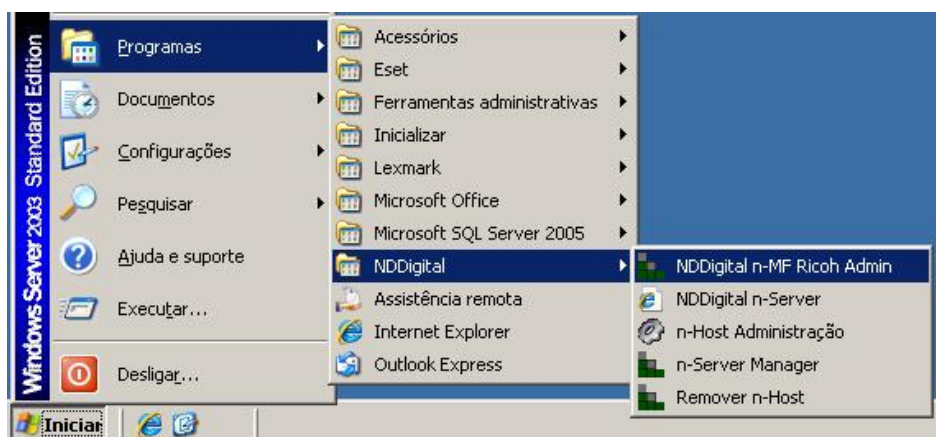 Windows Server 2003 Standard Edition
Programas
Documentos
Configurações
Pesquisar
Ajuda e suporte
Executar...
Desligar...
Acessórios
Eset
Ferramentas administrativas
Inicializar
Lexmark
Microsoft Office
Microsoft SQL Server 2005
NDDigital
Assistência remota
Internet Explorer
Outlook Express
NDDigital n-MF Ricoh Admin
NDDigital n-Server
n-Host Administração
n-Server Manager
Remover n-Host
Iniciar